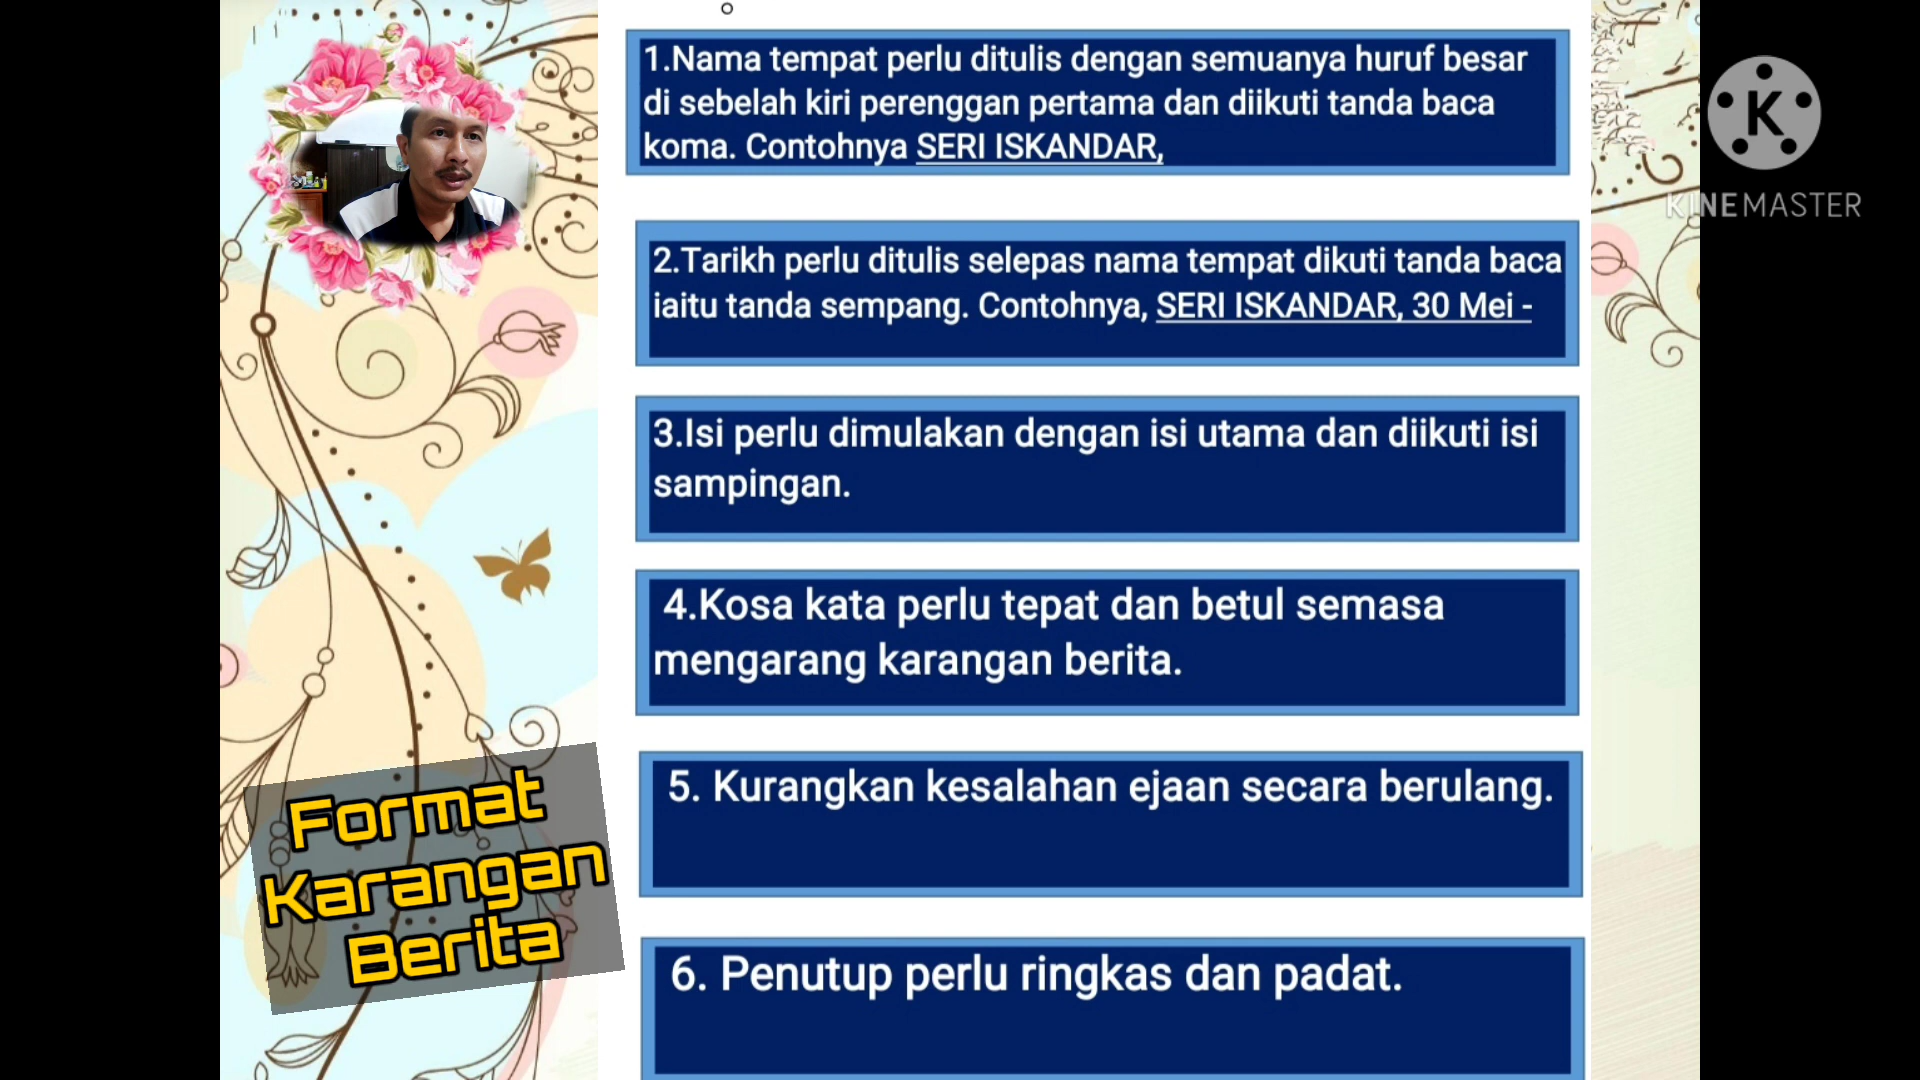 1.Nama tempat perlu ditulis dengan semuanya huruf besar
di sebelah kiri perenggan pertama dan diikuti tanda baca
koma. Contohnya SERI ISKANDAR,
2.Tarikh perlu ditulis selepas nama tempat dikuti tanda baca
iaitu tanda sempang. Contohnya, SERI ISKANDAR, 30 Mei -
3.Isi perlu dimulakan dengan isi utama dan diikuti isi
sampingan.
4.Kosa kata perlu tepat dan betul semasa
mengarang karangan berita.
5. Kurangkan kesalahan ejaan secara berulang.
6. Penutup perlu ringkas dan padat.
Format
Karangan
Berita
K
KINEMASTER